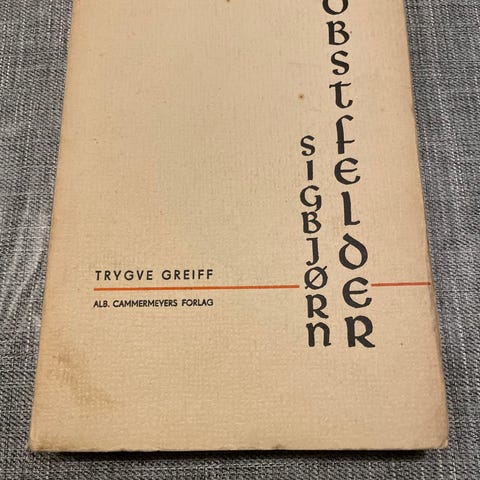 SIGBJØRN
OBSTFELDER
TRYGVE GREIFF
ALB. CAMMERMEYERS FORLAG